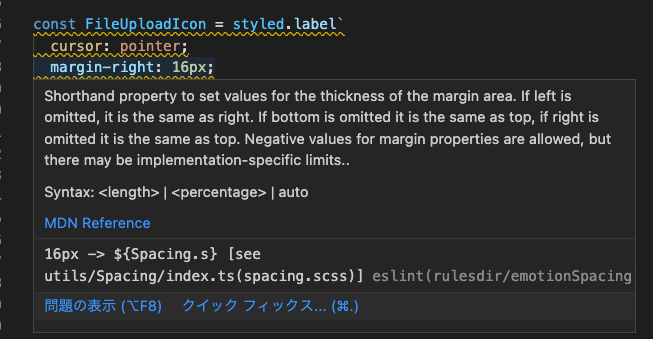 const FileUploadIcon = styled.label`
cursor: pointer;
margin-right: 16px;
Shorthand property to set values for the thickness of the margin area. If left is
omitted, it is the same as right. If bottom is omitted it is the same as top, if right is
omitted it is the same as top. Negative values for margin properties are allowed, but
there may be implementation-specific limits..
Syntax: <length> | <percentage> | auto
MDN Reference
16px -> ${Spacing.s} [see
utils/Spacing/index.ts(spacing.scss)] eslint(rulesdir/emotionSpacing
問題の表示 (⌥F8) クイック フィックス... (⌘.)